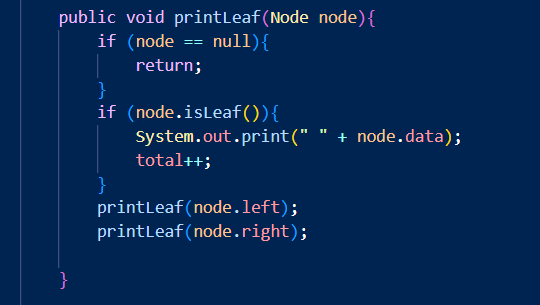 public void printLeaf(Node node){
if (node == null){
return;
}
if (node.isLeaf()){
System.out.print(" " + node.data);
total++;
}
printLeaf(node.left);
printLeaf(node.right);
}